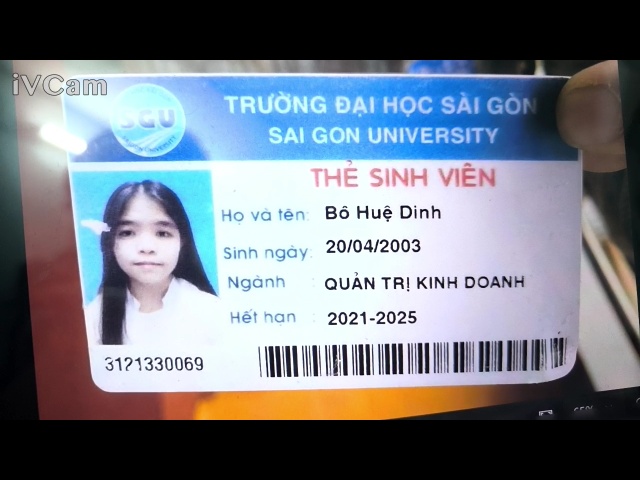 iVCam
SGU
TRƯỜNG ĐẠI HỌC SÀI GÒN
SAI GON UNIVERSITY
THẺ SINH VIÊN
Họ và tên: Bô Huệ Dinh
Sinh ngày: 20/04/2003
Ngành : QUẢN TRỊ KINH DOANH
Hết hạn : 2021-2025
3121330069